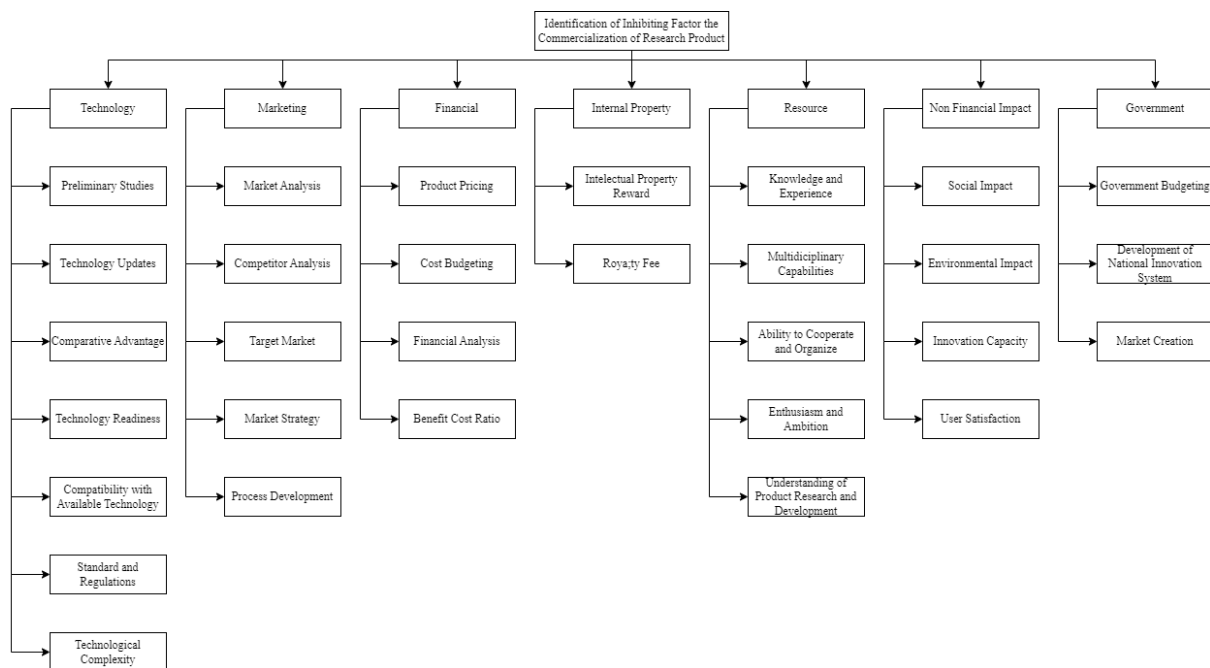 Identification of Inhibiting Factor the
Commercialization of Research Product
Technology
Marketing
Financial
Internal Property
Resource
Non Financial Impact
Government
Preliminary Studies
Market Analysis
Product Pricing
Intelectual Property
Reward
Knowledge and
Experience
Social Impact
Government Budgeting
Technology Updates
Competitor Analysis
Cost Budgeting
Roya;ty Fee
Multidiciplinary
Capabilities
Environmental Impact
Development of
National Innovation
System
Comparative Advantage
Target Market
Financial Analysis
Ability to Cooperate
and Organize
Innovation Capacity
Market Creation
Technology Readiness
Market Strategy
Benefit Cost Ratio
Enthusiasm and
Ambition
User Satisfaction
Compatibility with
Available Technology
Process Development
Understanding of
Product Research and
Development
Standard and
Regulations
Technological
Complexity